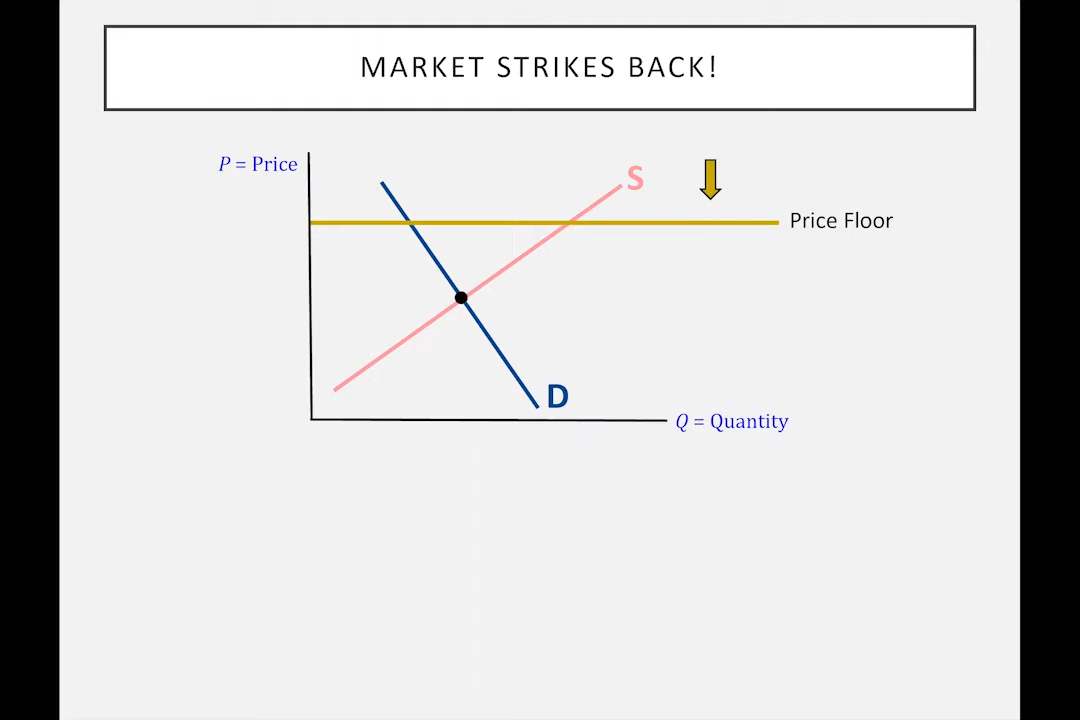 MARKET STRIKES BACK!
P = Price
S
Price Floor
D
Q = Quantity